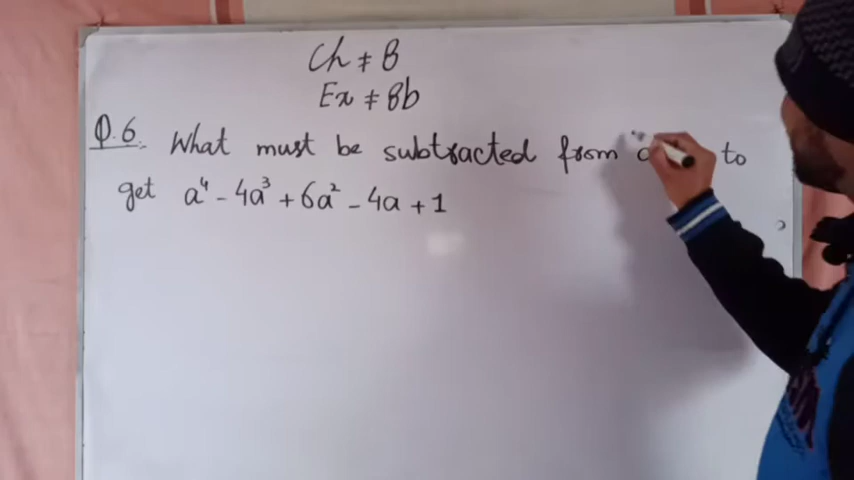 Ch # 8
Ex # 8b
Q.6. What must be subtracted from a to
get a⁴ - 4a³ + 6a² - 4a + 1